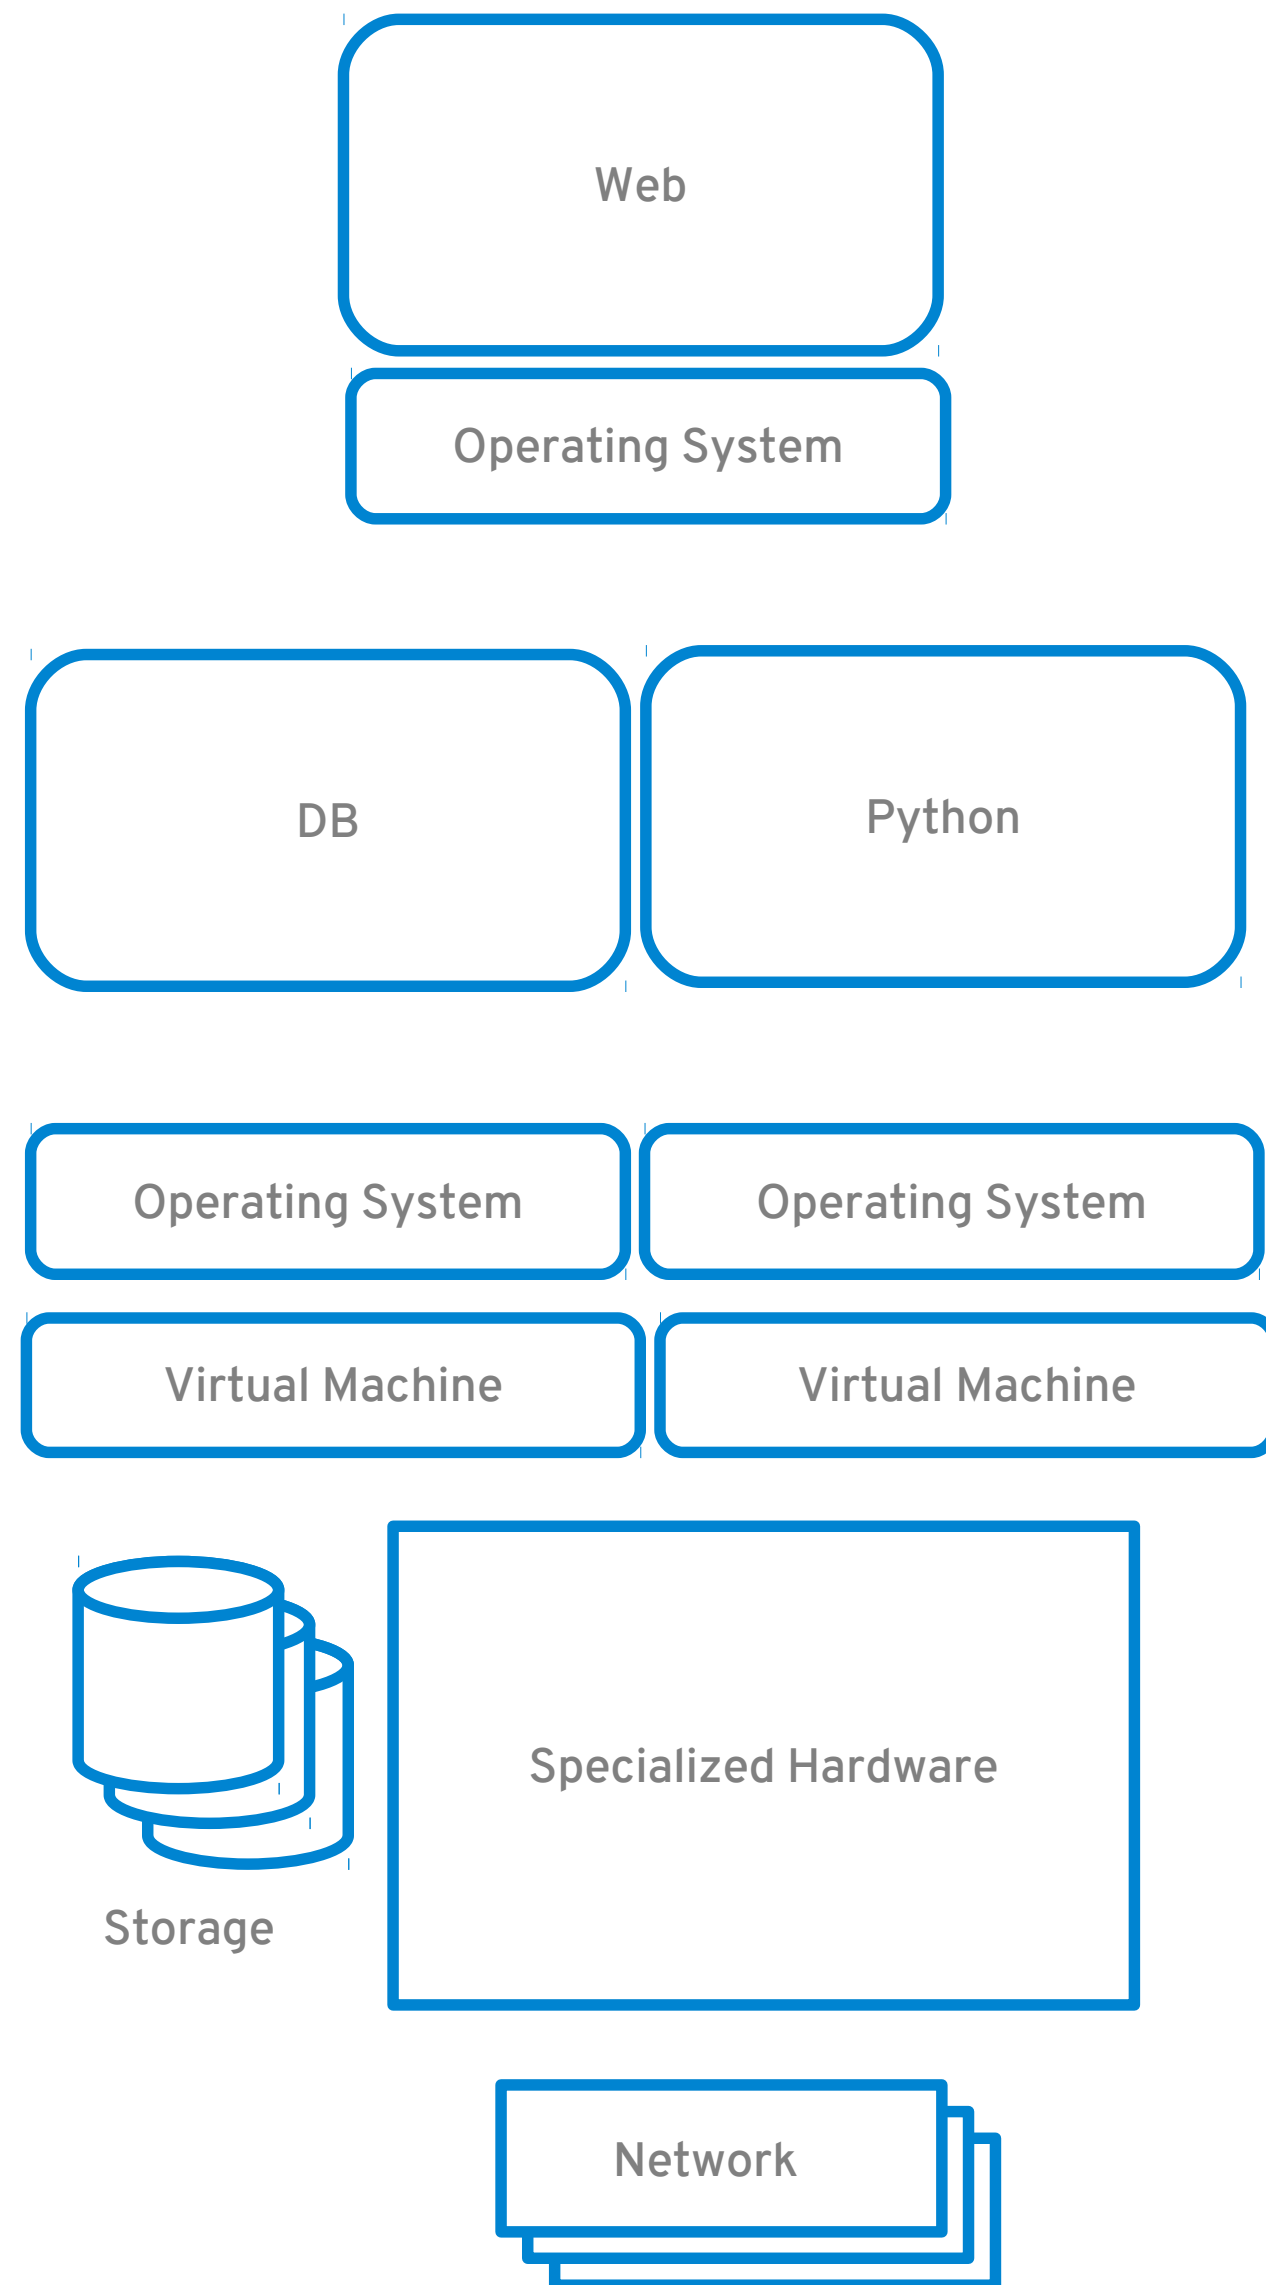 Web
Operating System
DB
Python
Operating System
Operating System
Virtual Machine
Virtual Machine
Specialized Hardware
Storage
Network